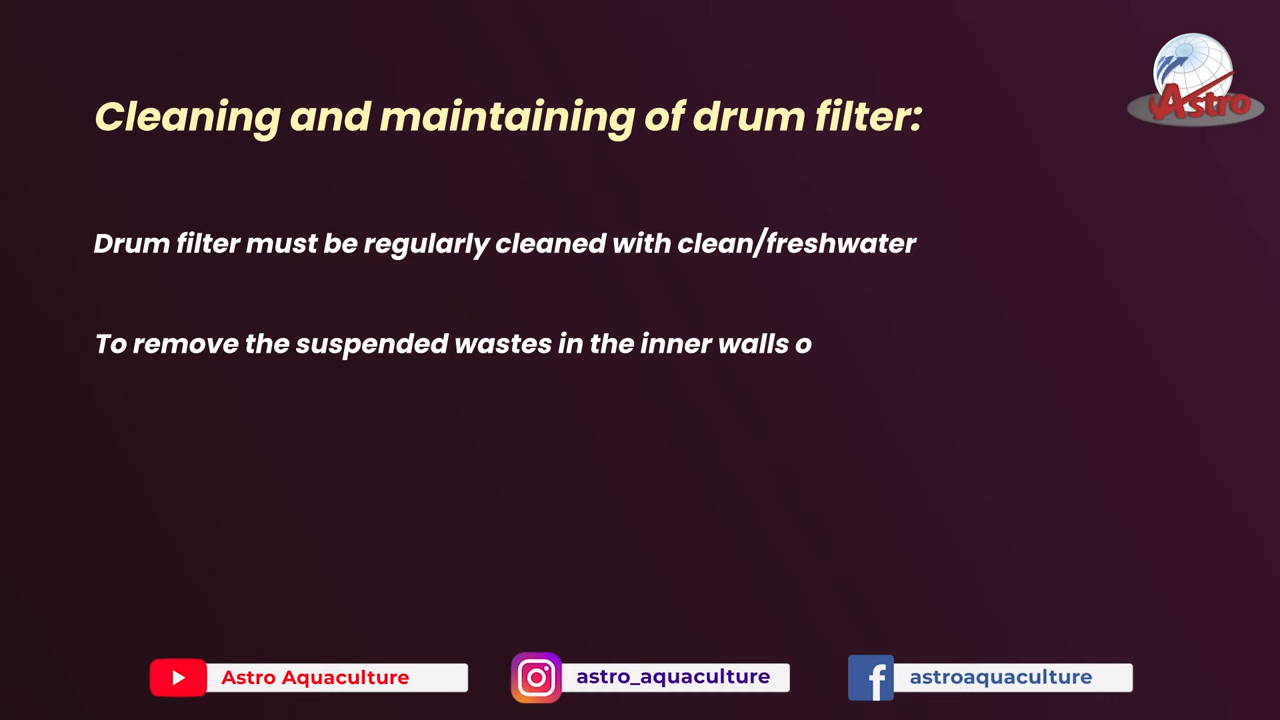 Astro
Cleaning and maintaining of drum filter:
Drum filter must be regularly cleaned with clean/freshwater
To remove the suspended wastes in the inner walls o
Astro Aquaculture
astro_aquaculture
astroaquaculture